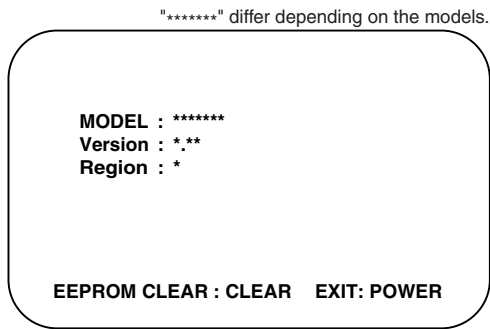 "*******" differ depending on the models.
MODEL : *******
Version : *.**
Region : *
EEPROM CLEAR : CLEAR EXIT: POWER